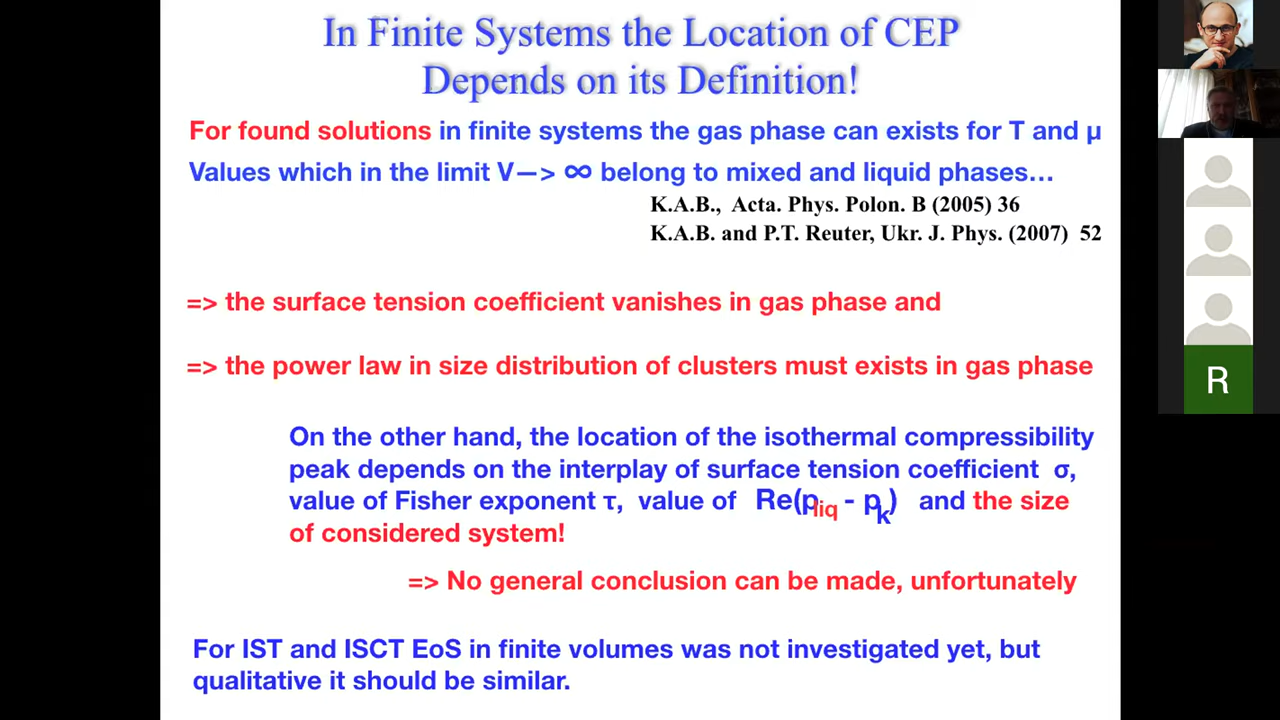 In Finite Systems the Location of CEP
Depends on its Definition!
For found solutions in finite systems the gas phase can exists for T and μ
Values which in the limit V—> ∞ belong to mixed and liquid phases…
K.A.B., Acta. Phys. Polon. B (2005) 36
K.A.B. and P.T. Reuter, Ukr. J. Phys. (2007) 52
=> the surface tension coefficient vanishes in gas phase and
=> the power law in size distribution of clusters must exists in gas phase
On the other hand, the location of the isothermal compressibility
peak depends on the interplay of surface tension coefficient σ,
value of Fisher exponent τ, value of Re(pliq - pk) and the size
of considered system!
=> No general conclusion can be made, unfortunately
For IST and ISCT EoS in finite volumes was not investigated yet, but
qualitative it should be similar.
R